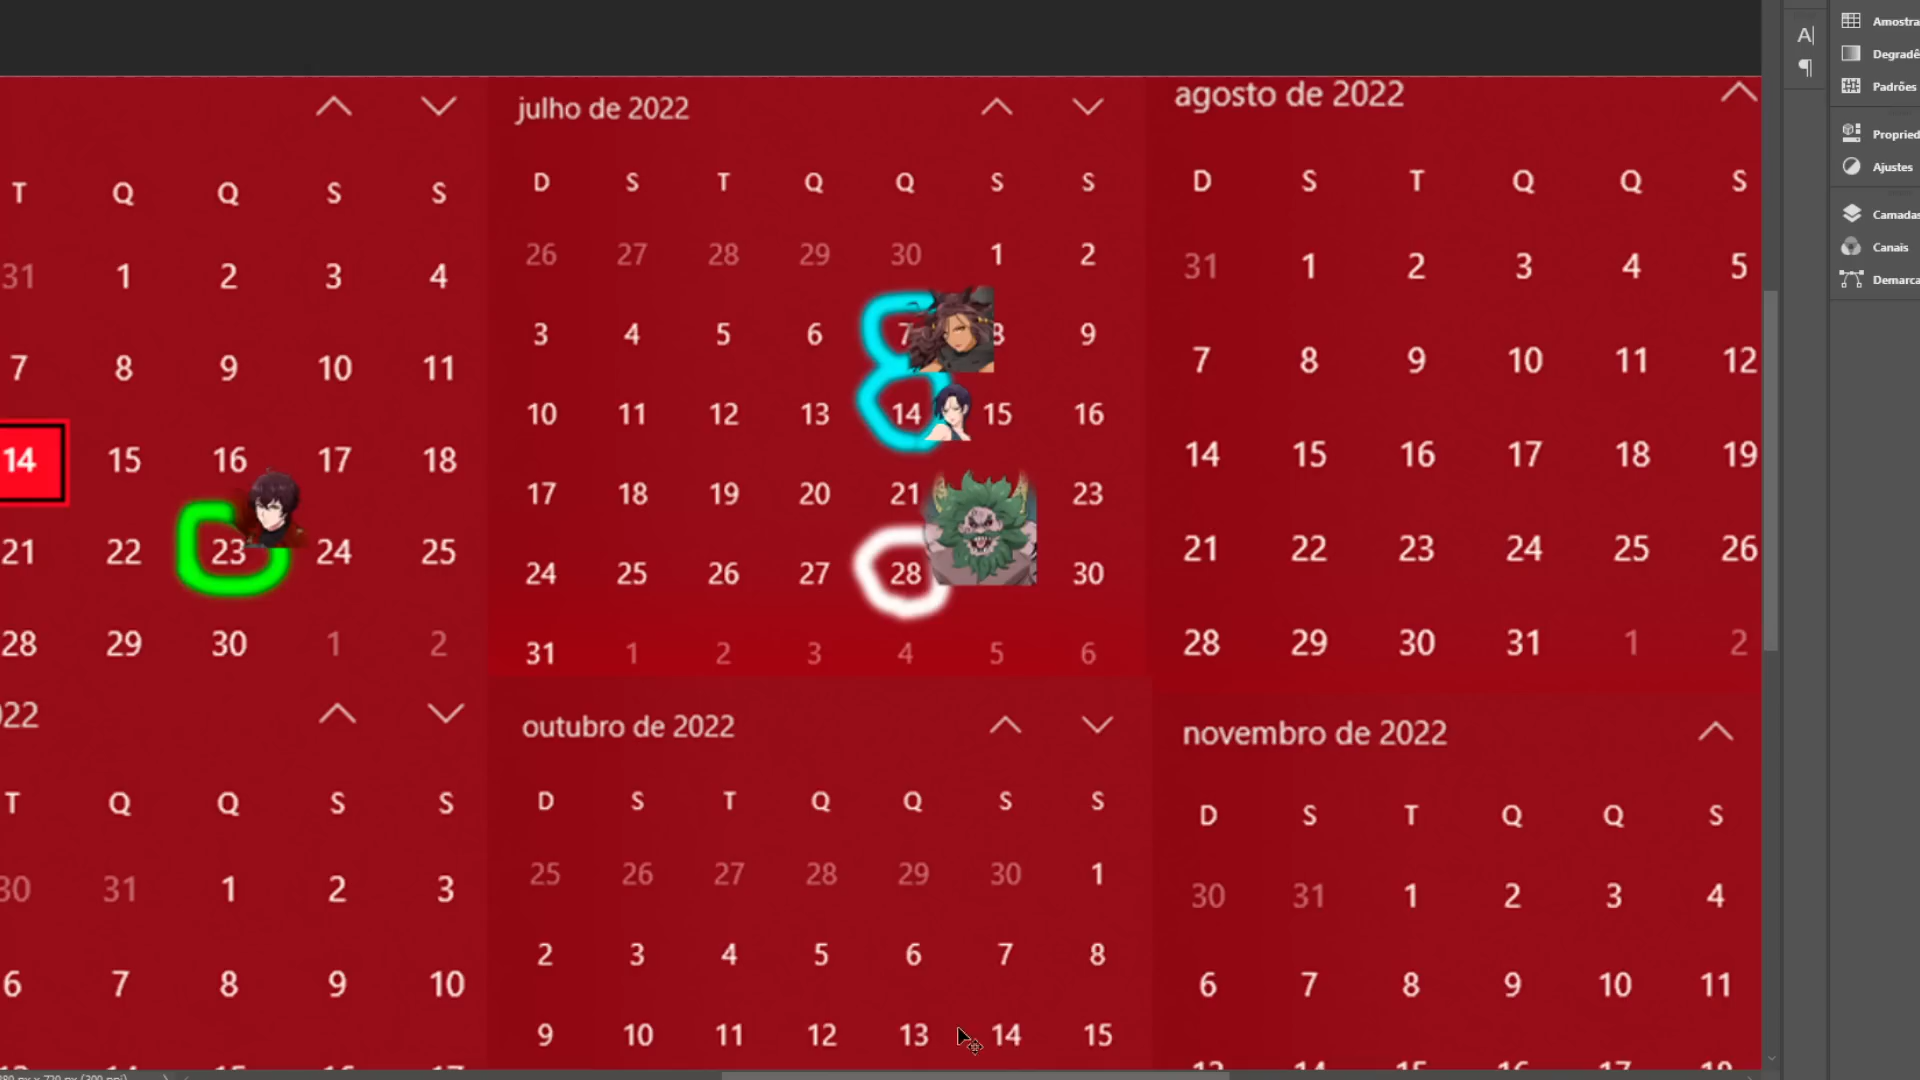 julho de 2022
D S T Q Q S S
26 27 28 29 30 1 2
3 4 5 6 7 8 9
10 11 12 13 14 15 16
17 18 19 20 21 23
24 25 26 27 28 30
31 1 2 3 4 5 6
agosto de 2022
D S T Q Q S
31 1 2 3 4 5
7 8 9 10 11 12
14 15 16 17 18 19
21 22 23 24 25 26
28 29 30 31 1 2
T Q Q S S
31 1 2 3 4
7 8 9 10 11
14 15 16 17 18
21 22 23 24 25
28 29 30 1 2
022
T Q Q S S
30 31 1 2 3
6 7 8 9 10
outubro de 2022
D S T Q Q S S
25 26 27 28 29 30 1
2 3 4 5 6 7 8
9 10 11 12 13 14 15
novembro de 2022
D S T Q Q S
30 31 1 2 3 4
6 7 8 9 10 11
A
Amostra
Degradê
Padrões
Propried
Ajustes
Camadas
Canais
Demarca